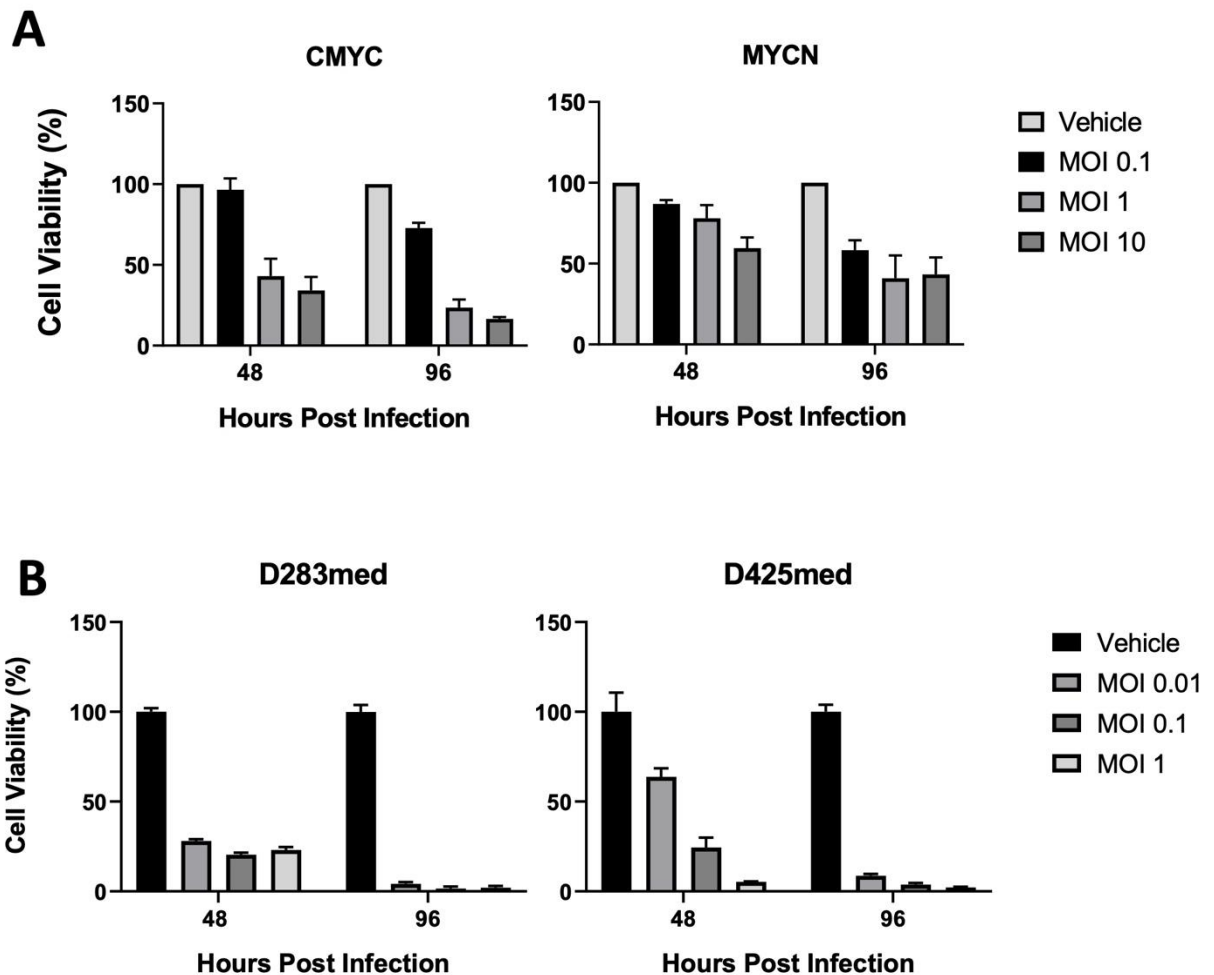 A
CMYC
MYCN
Cell Viability (%)
150
100
50
0
48
96
Hours Post Infection
150
100
50
0
48
96
Hours Post Infection
Vehicle
MOI 0.1
MOI 1
MOI 10
B
D283med
D425med
Cell Viability (%)
150
100
50
0
48
96
Hours Post Infection
150
100
50
0
48
96
Hours Post Infection
Vehicle
MOI 0.01
MOI 0.1
MOI 1